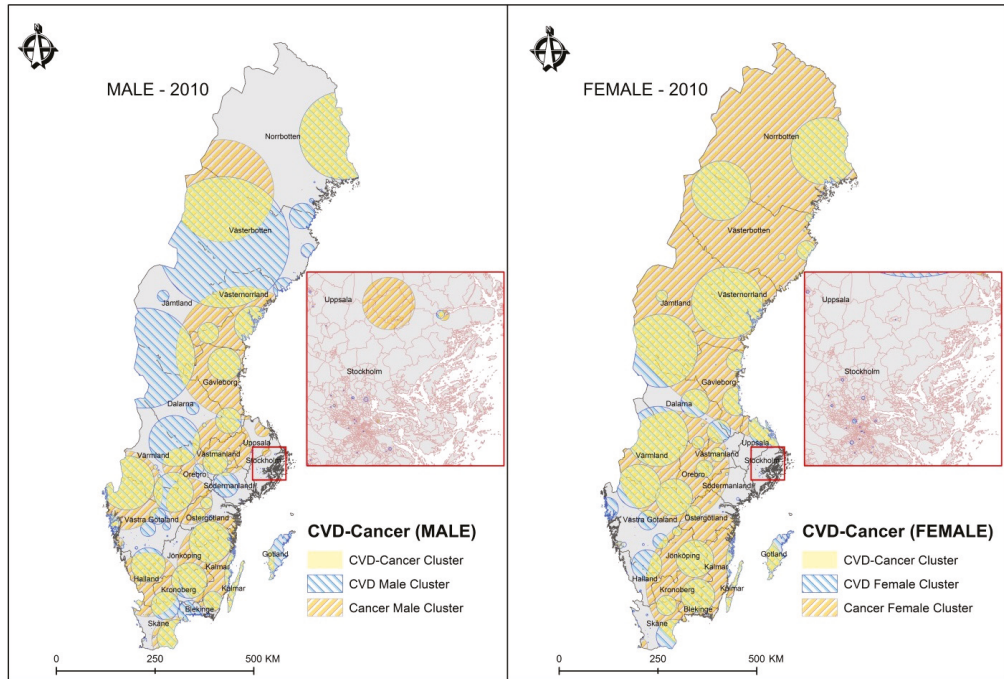 MALE - 2010
Norrbotten
Västerbotten
Jämtland
Västernorrland
Gävleborg
Dalarna
Uppsala
Värmland
Västmanland
Stockholm
Örebro
Södermanland
Västra Götaland
Östergötland
Jönköping
Gotland
Kalmar
Halland
Kronoberg
Kalmar
Blekinge
Skåne
Uppsala
Stockholm
CVD-Cancer (MALE)
CVD-Cancer Cluster
CVD Male Cluster
Cancer Male Cluster
0 250 500 KM
FEMALE - 2010
Norrbotten
Västerbotten
Jämtland
Västernorrland
Gävleborg
Dalarna
Uppsala
Värmland
Västmanland
Stockholm
Örebro
Södermanland
Västra Götaland
Östergötland
Jönköping
Gotland
Kalmar
Halland
Kronoberg
Kalmar
Blekinge
Skåne
Uppsala
Stockholm
CVD-Cancer (FEMALE)
CVD-Cancer Cluster
CVD Female Cluster
Cancer Female Cluster
0 250 500 KM